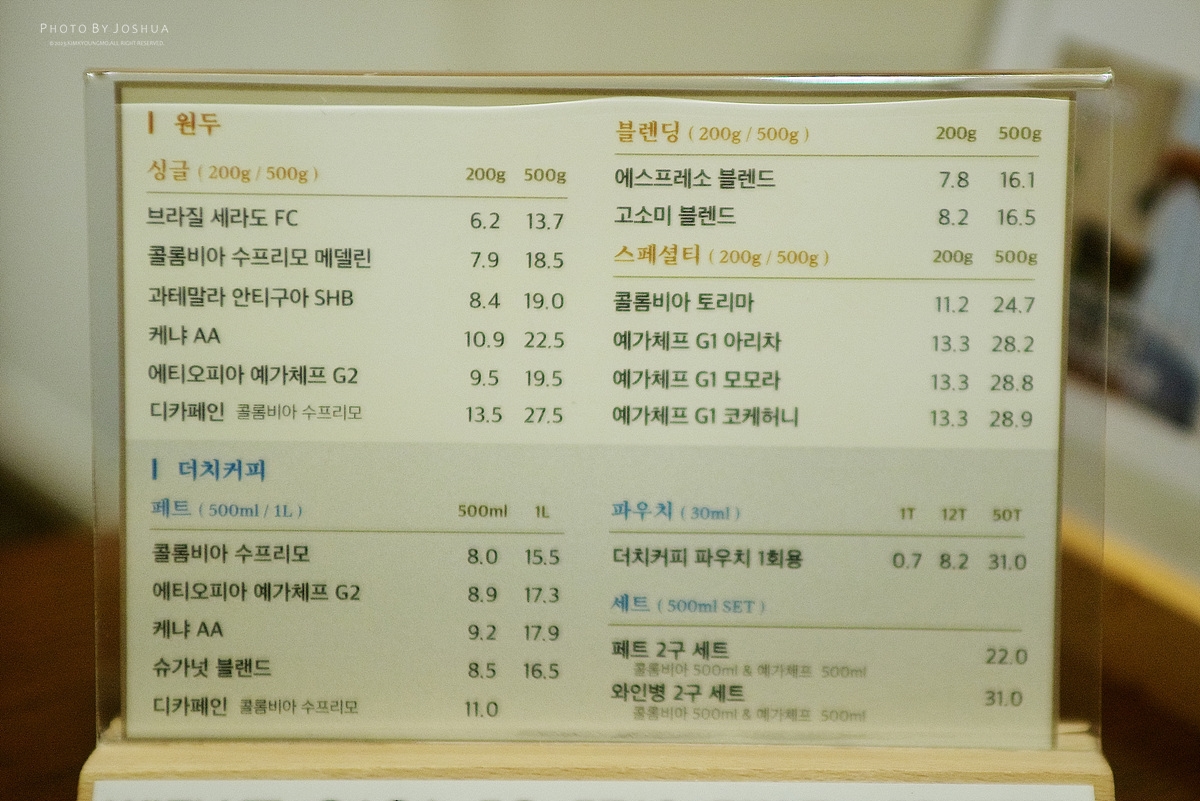 PHOTO BY JOSHUA
원두
싱글 ( 200g / 500g ) 200g 500g
브라질 세라도 FC 6.2 13.7
콜롬비아 수프리모 메델린 7.9 18.5
과테말라 안티구아 SHB 8.4 19.0
케냐 AA 10.9 22.5
에티오피아 예가체프 G2 9.5 19.5
디카페인 콜롬비아 수프리모 13.5 27.5
블렌딩 ( 200g / 500g ) 200g 500g
에스프레소 블렌드 7.8 16.1
고소미 블렌드 8.2 16.5
스페셜티 ( 200g / 500g ) 200g 500g
콜롬비아 토리마 11.2 24.7
예가체프 G1 아리차 13.3 28.2
예가체프 G1 모모라 13.3 28.8
예가체프 G1 코케허니 13.3 28.9
더치커피
페트 ( 500ml / 1L ) 500ml 1L
콜롬비아 수프리모 8.0 15.5
에티오피아 예가체프 G2 8.9 17.3
케냐 AA 9.2 17.9
슈가넛 블랜드 8.5 16.5
디카페인 콜롬비아 수프리모 11.0
파우치 ( 30ml ) 1T 12T 50T
더치커피 파우치 1회용 0.7 8.2 31.0
세트 ( 500ml SET )
페트 2구 세트 22.0
콜롬비아 500ml & 예가체프 500ml
와인병 2구 세트 31.0
콜롬비아 500ml & 예가체프 500ml